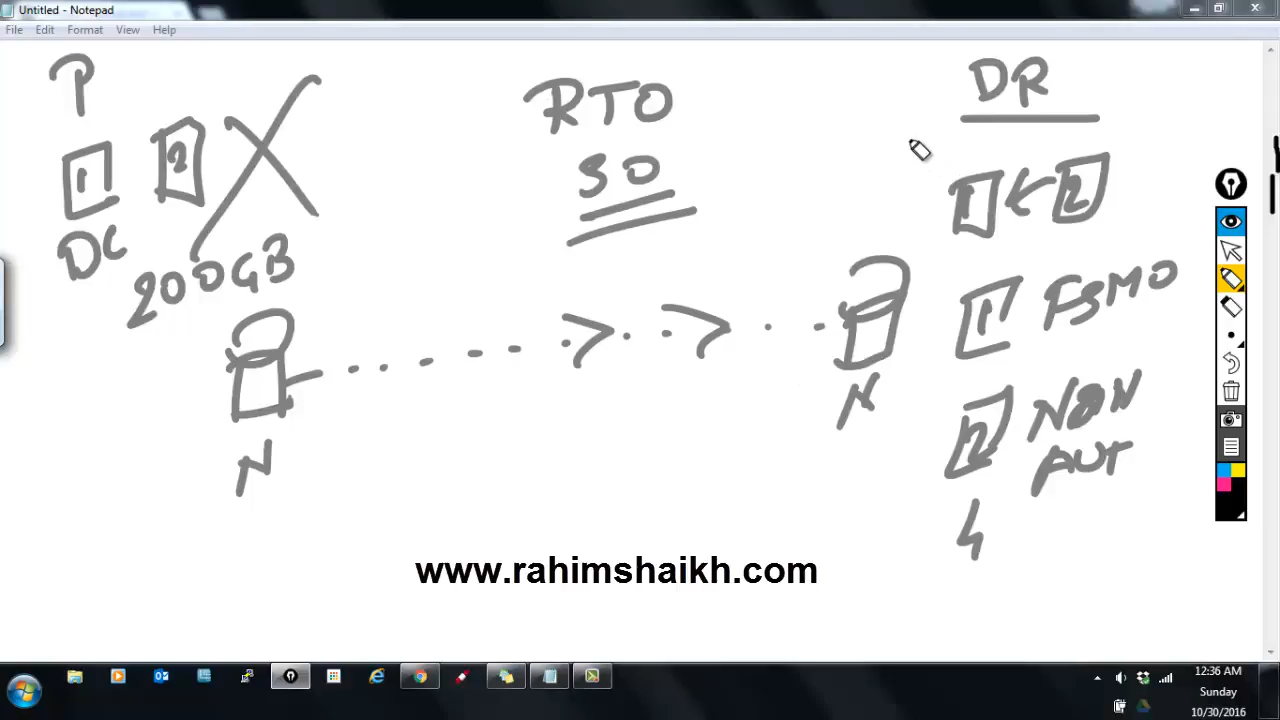 Untitled - Notepad
File Edit Format View Help
P
1 2
DC
200GB
N
RTO
30
DR
1 2
1 FSMO
N
2 NON
AUT
4
www.rahimshaikh.com
12:36 AM
Sunday
10/30/2016